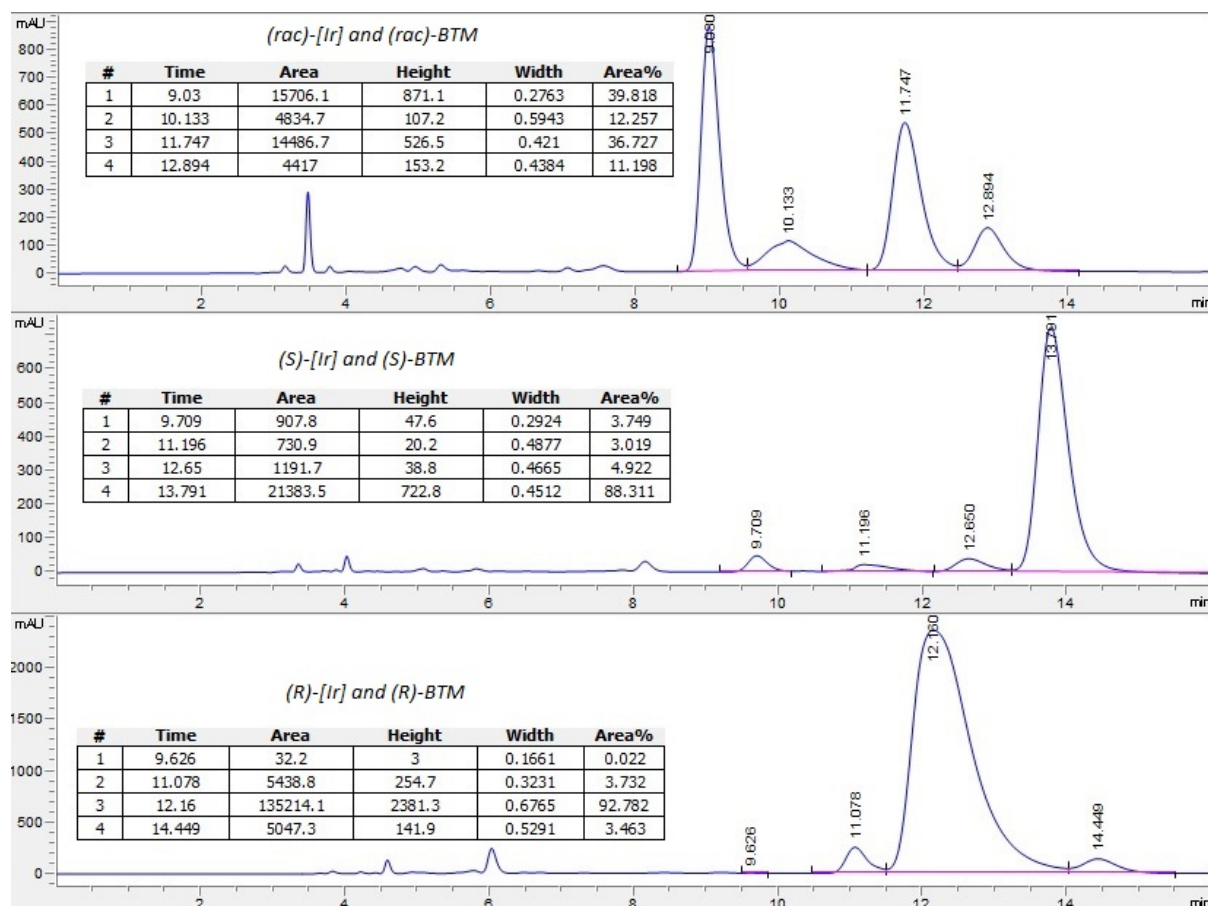 mAU
(rac)-[Ir] and (rac)-BTM
# Time Area Height Width Area%
1 9.03 15706.1 871.1 0.2763 39.818
2 10.133 4834.7 107.2 0.5943 12.257
3 11.747 14486.7 526.5 0.421 36.727
4 12.894 4417 153.2 0.4384 11.198
800
700
600
500
400
300
200
100
0
9.080
10.133
11.747
12.894
2 4 6 8 10 12 14 min
mAU
(S)-[Ir] and (S)-BTM
# Time Area Height Width Area%
1 9.709 907.8 47.6 0.2924 3.749
2 11.196 730.9 20.2 0.4877 3.019
3 12.65 1191.7 38.8 0.4665 4.922
4 13.791 21383.5 722.8 0.4512 88.311
600
500
400
300
200
100
0
9.709
11.196
12.650
13.791
2 4 6 8 10 12 14 min
mAU
(R)-[Ir] and (R)-BTM
# Time Area Height Width Area%
1 9.626 32.2 3 0.1661 0.022
2 11.078 5438.8 254.7 0.3231 3.732
3 12.16 135214.1 2381.3 0.6765 92.782
4 14.449 5047.3 141.9 0.5291 3.463
2000
1500
1000
500
0
9.626
11.078
12.160
14.449
2 4 6 8 10 12 14 min